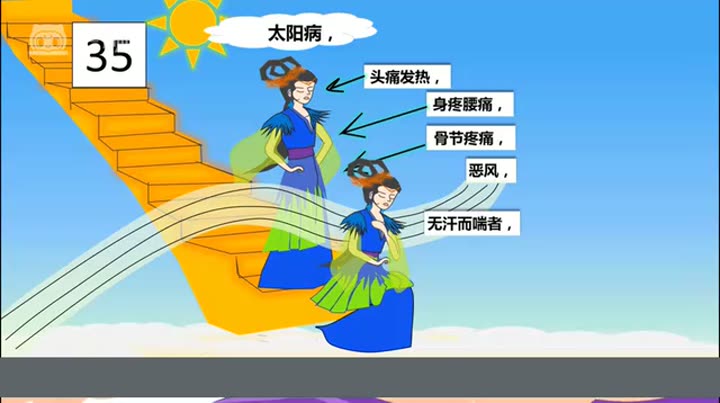 35
太阳病，
头痛发热，
身疼腰痛，
骨节疼痛，
恶风，
无汗而喘者，